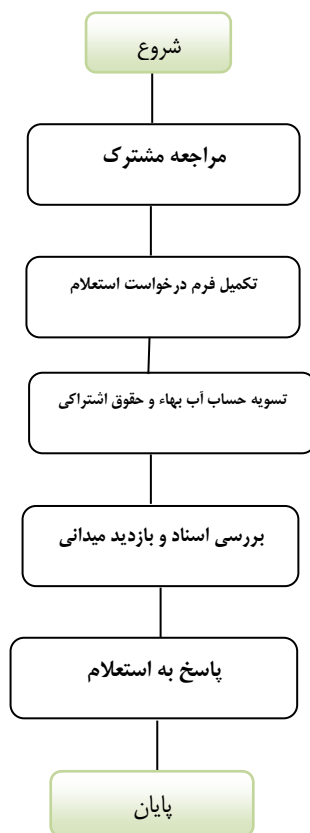 شروع
مراجعه مشترک
تکمیل فرم درخواست استعلام
تسویه حساب آب بهاء و حقوق اشتراکی
بررسی اسناد و بازدید میدانی
پاسخ به استعلام
پایان